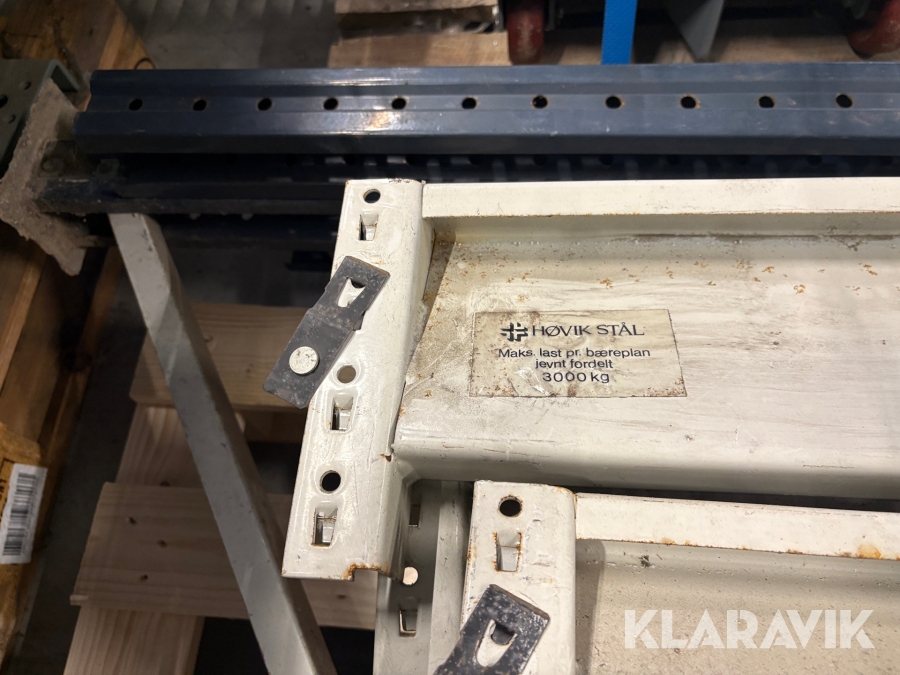 HØVIK STÅL
Maks. last pr. bæreplan
jevnt fordelt
3000 kg
KLARAVIK